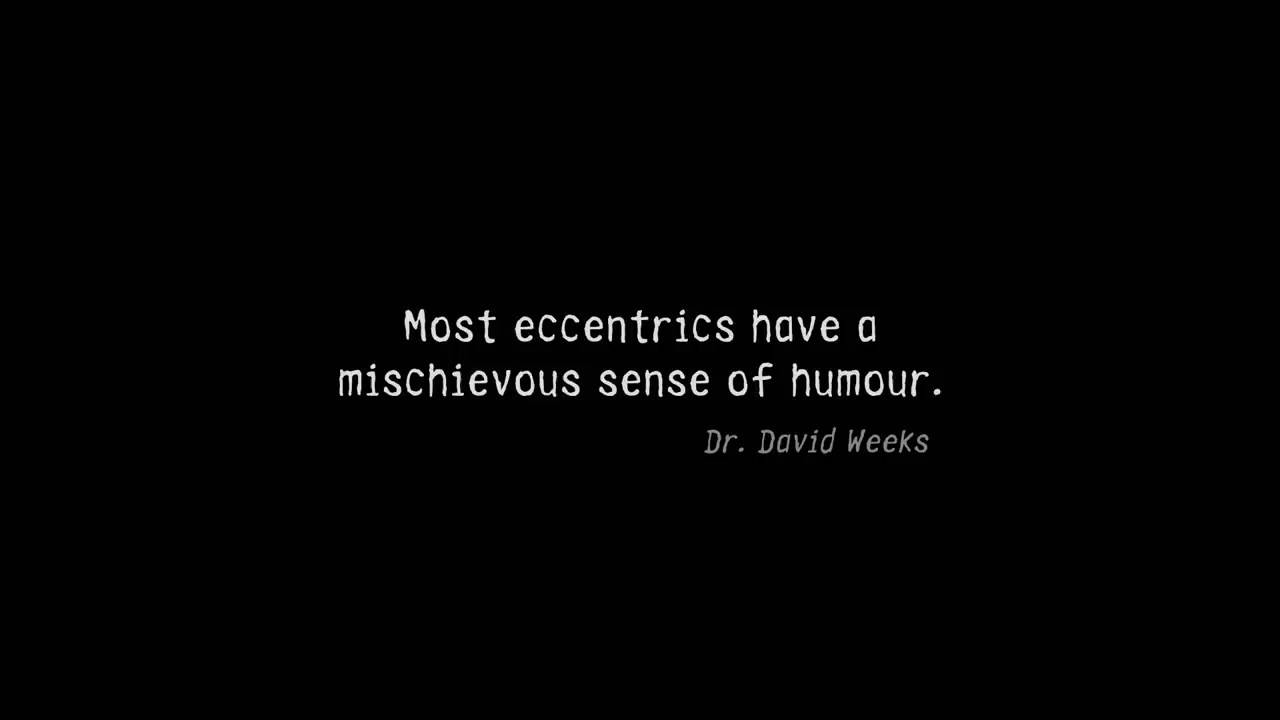 Most eccentrics have a
mischievous sense of humour.
Dr. David Weeks